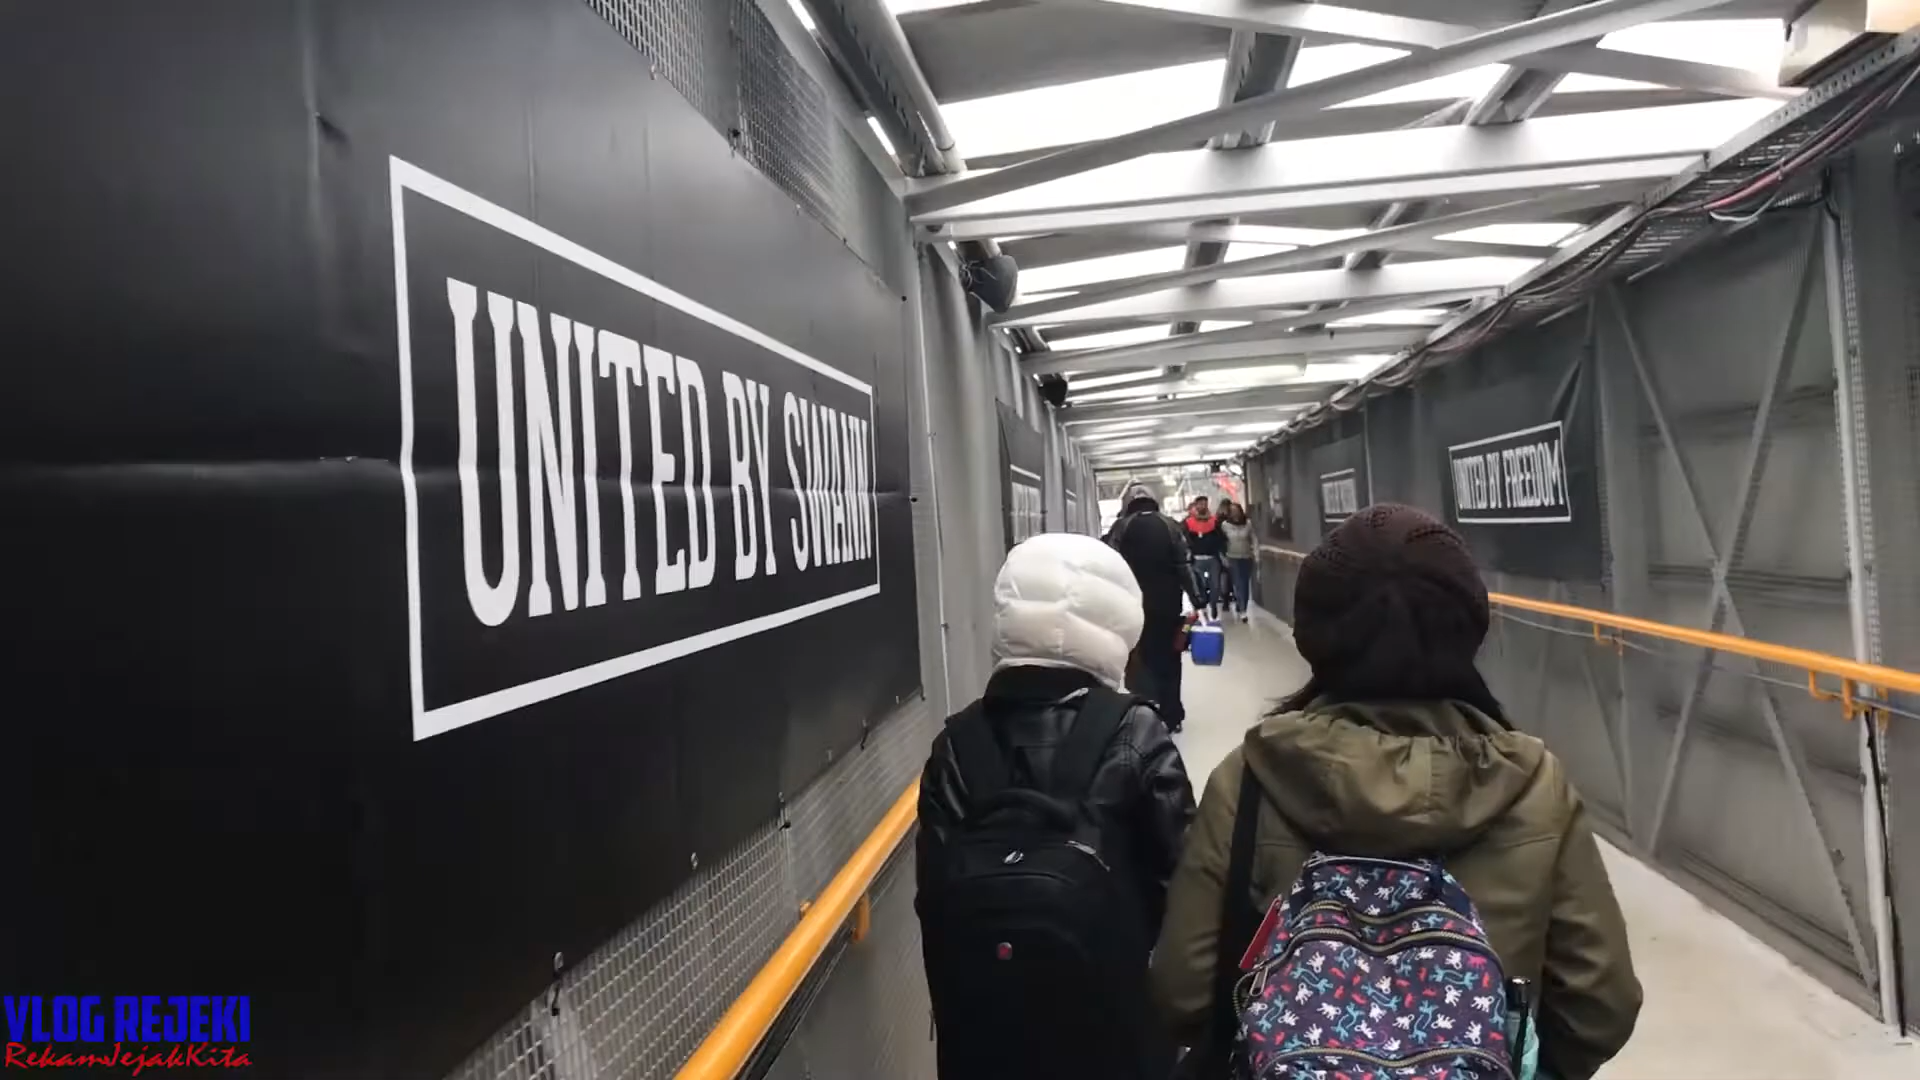 UNITED BY SWANN
UNITED BY FREEDOM
VLOG REJEKI
RekamJejakKita